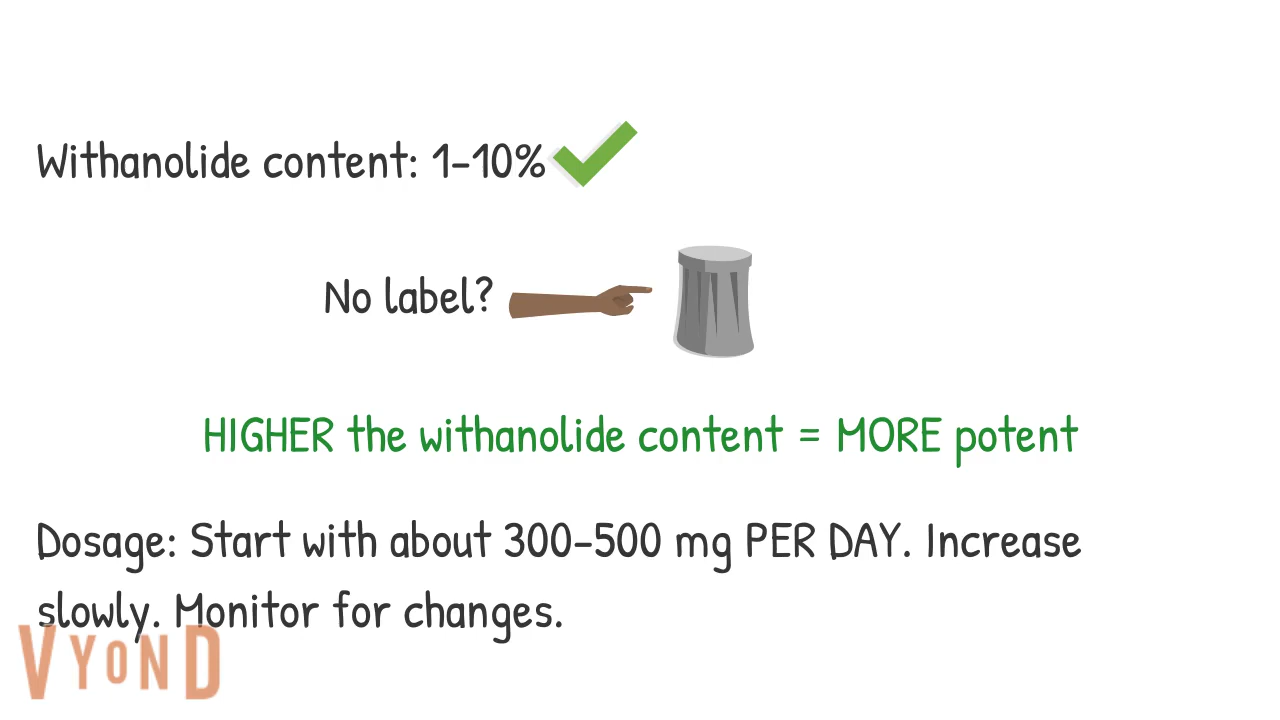 Withanolide content: 1-10%
No label?
HIGHER the withanolide content = MORE potent
Dosage: Start with about 300-500 mg PER DAY. Increase
slowly. Monitor for changes.
VYOND